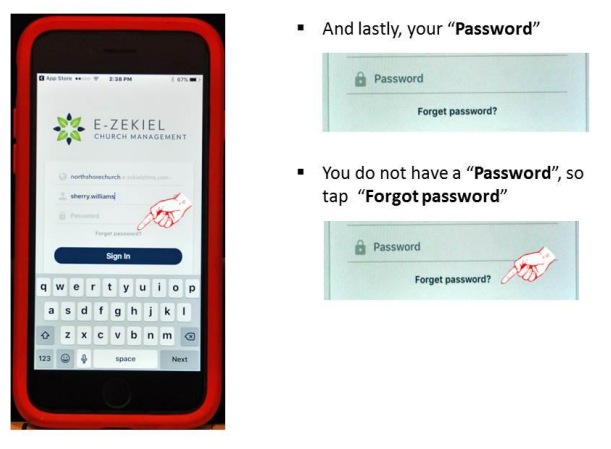 App Store
2:38 PM
67%
E-ZEKIEL
CHURCH MANAGEMENT
northshorechurch
sherry.williams
Password
Forget password?
Sign In
q w e r t y u i o p
a s d f g h j k l
z x c v b n m
123 space Next
▪ And lastly, your “Password”
Password
Forget password?
▪ You do not have a “Password”, so
tap “Forgot password”
Password
Forget password?